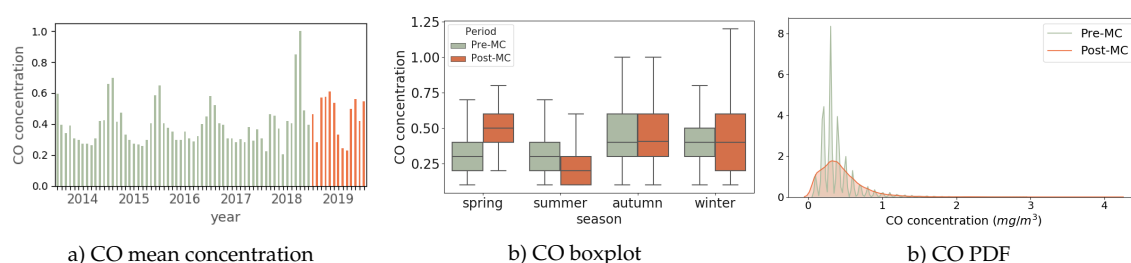 CO concentration
1.0
0.8
0.6
0.4
0.2
0.0
2014 2015 2016 2017 2018 2019
year
a) CO mean concentration
CO concentration
1.25
1.00
0.75
0.50
0.25
Period
Pre-MC
Post-MC
spring summer autumn winter
season
b) CO boxplot
8
6
4
2
0
Pre-MC
Post-MC
0 1 2 3 4
CO concentration (mg/m³)
b) CO PDF